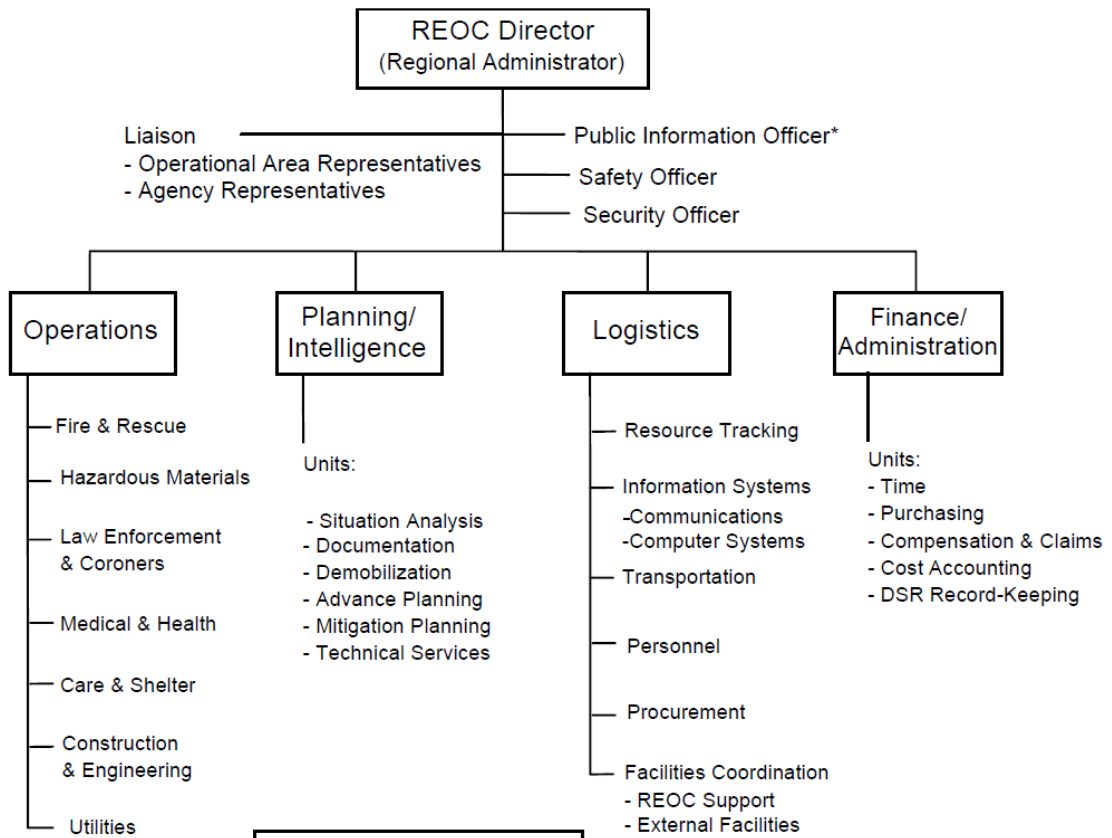 REOC Director
(Regional Administrator)
Liaison
- Operational Area Representatives
- Agency Representatives
Public Information Officer*
Safety Officer
Security Officer
Operations
Fire & Rescue
Hazardous Materials
Law Enforcement
& Coroners
Medical & Health
Care & Shelter
Construction
& Engineering
Utilities
Planning/
Intelligence
Units:
- Situation Analysis
- Documentation
- Demobilization
- Advance Planning
- Mitigation Planning
- Technical Services
Logistics
Resource Tracking
Information Systems
-Communications
-Computer Systems
Transportation
Personnel
Procurement
Facilities Coordination
- REOC Support
- External Facilities
Finance/
Administration
Units:
- Time
- Purchasing
- Compensation & Claims
- Cost Accounting
- DSR Record-Keeping